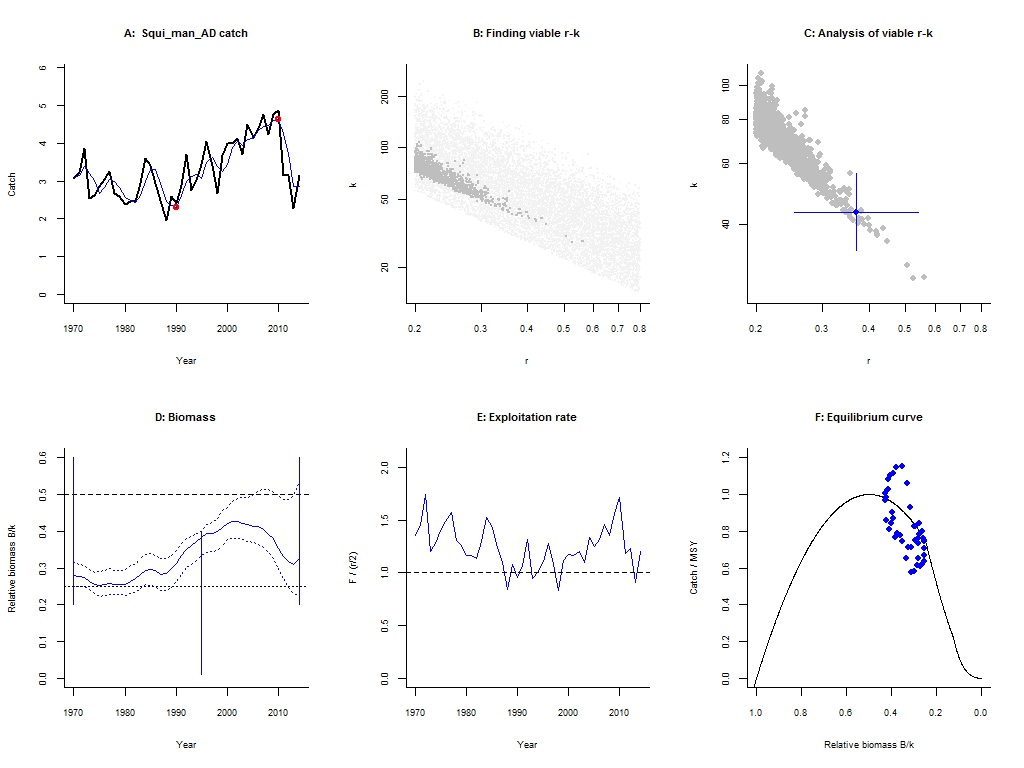 A: Squi_man_AD catch
Catch
0 1 2 3 4 5 6
1970 1980 1990 2000 2010
Year
B: Finding viable r-k
k
20 50 100 200
0.2 0.3 0.4 0.5 0.6 0.7 0.8
r
C: Analysis of viable r-k
k
40 60 80 100
0.2 0.3 0.4 0.5 0.6 0.7 0.8
r
D: Biomass
Relative biomass B/k
0.0 0.1 0.2 0.3 0.4 0.5 0.6
1970 1980 1990 2000 2010
Year
E: Exploitation rate
F / (r/2)
0.0 0.5 1.0 1.5 2.0
1970 1980 1990 2000 2010
Year
F: Equilibrium curve
Catch / MSY
0.0 0.2 0.4 0.6 0.8 1.0 1.2
1.0 0.8 0.6 0.4 0.2 0.0
Relative biomass B/k